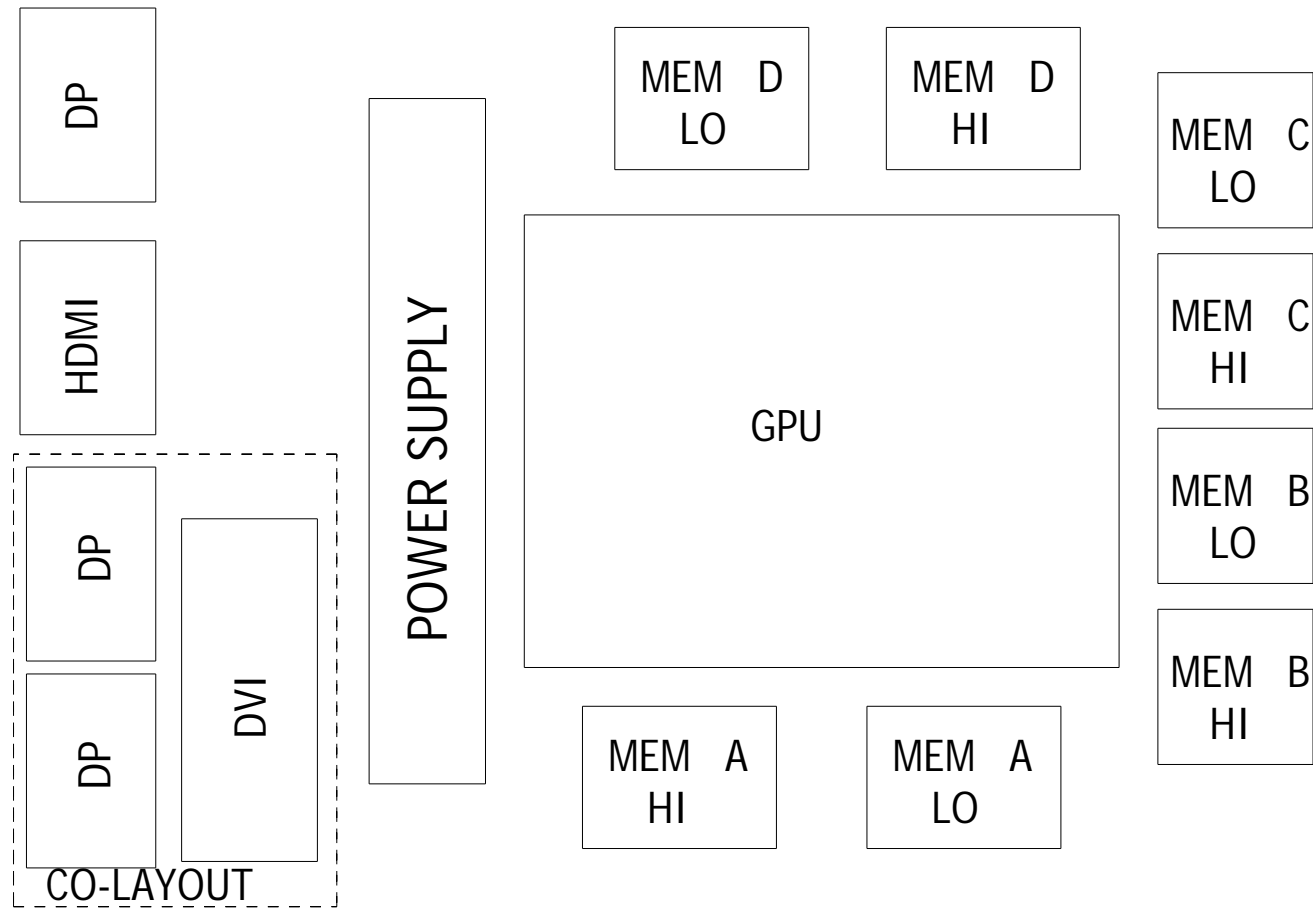 DP
HDMI
DP
DP
DVI
CO-LAYOUT
POWER SUPPLY
MEM D
LO
MEM D
HI
GPU
MEM A
HI
MEM A
LO
MEM C
LO
MEM C
HI
MEM B
LO
MEM B
HI